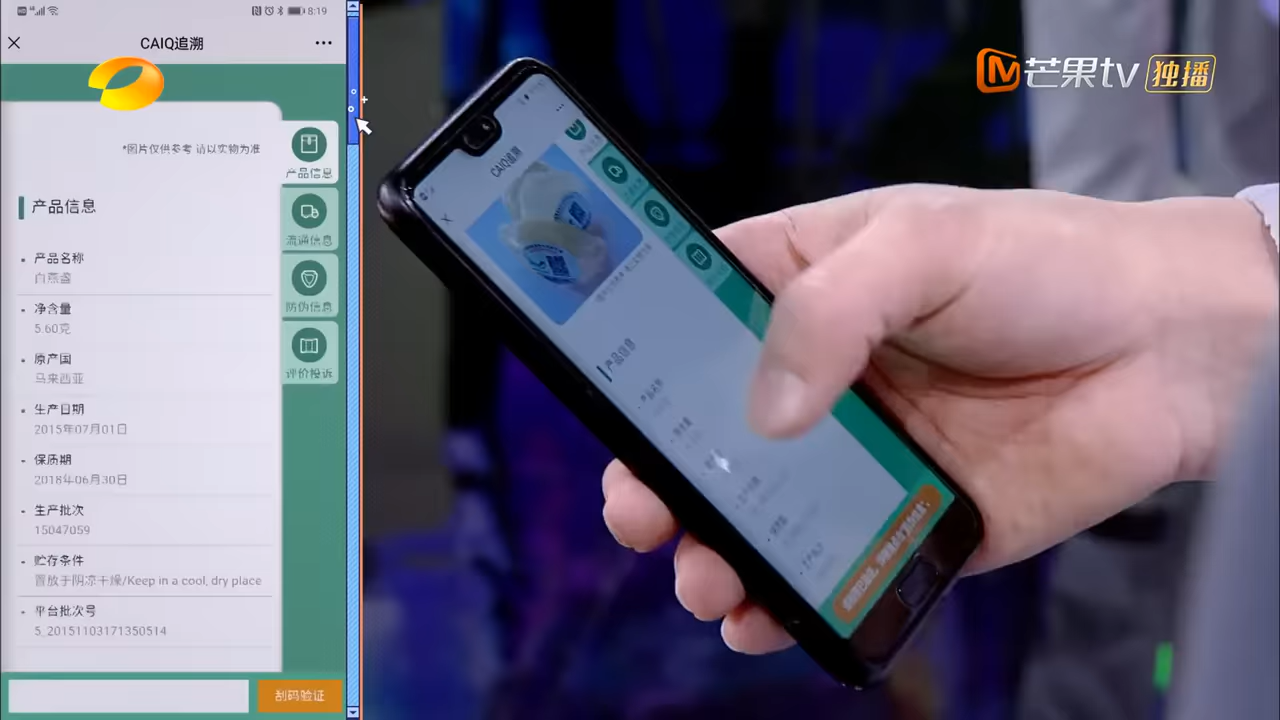 8:19
CAIQ追溯
*图片仅供参考 请以实物为准
产品信息
产品名称
白燕盏
净含量
5.60克
原产国
马来西亚
生产日期
2015年07月01日
保质期
2018年06月30日
生产批次
15047059
贮存条件
置放于阴凉干燥/Keep in a cool, dry place
平台批次号
5_20151103171350514
刮码验证
产品信息
流通信息
防伪信息
评价投诉
芒果tv 独播
CAIQ追溯
产品信息